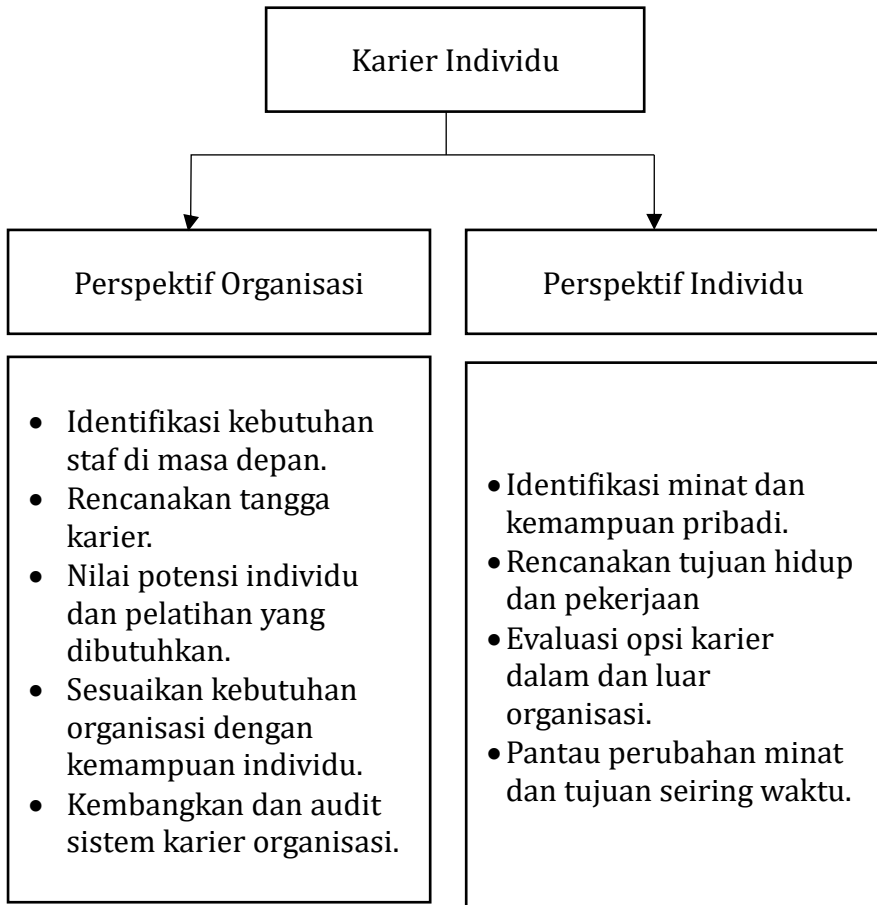 Karier Individu
Perspektif Organisasi
Perspektif Individu
• Identifikasi kebutuhan
staf di masa depan.
• Rencanakan tangga
karier.
• Nilai potensi individu
dan pelatihan yang
dibutuhkan.
• Sesuaikan kebutuhan
organisasi dengan
kemampuan individu.
• Kembangkan dan audit
sistem karier organisasi.
• Identifikasi minat dan
kemampuan pribadi.
• Rencanakan tujuan hidup
dan pekerjaan
• Evaluasi opsi karier
dalam dan luar
organisasi.
• Pantau perubahan minat
dan tujuan seiring waktu.